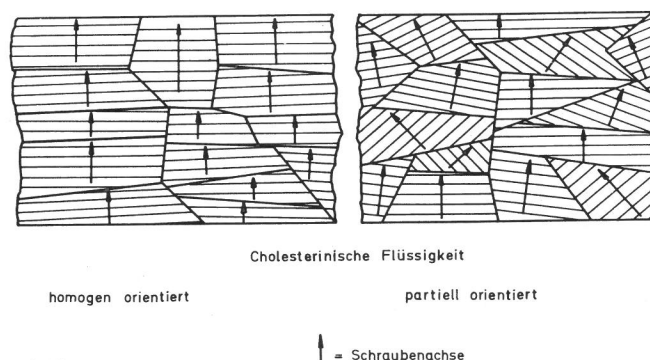 Cholesterinische Flüssigkeit
homogen orientiert
partiell orientiert
= Schraubenachse